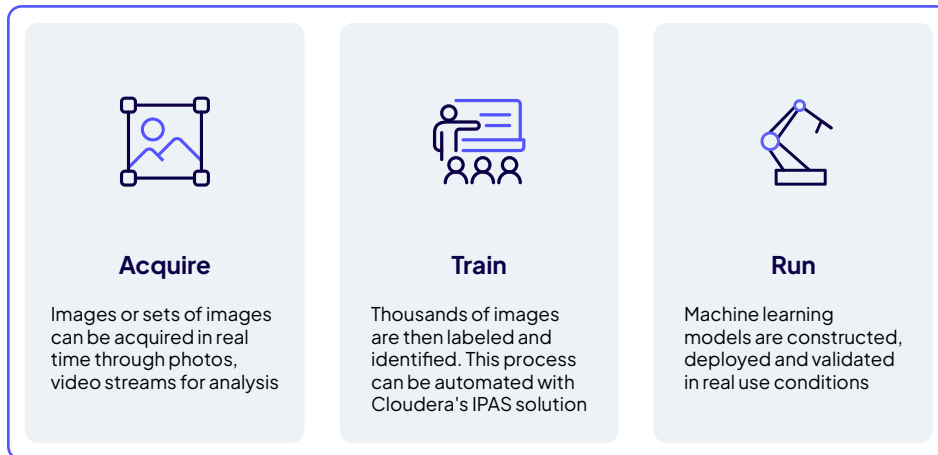 Acquire
Images or sets of images
can be acquired in real
time through photos,
video streams for analysis
Train
Thousands of images
are then labeled and
identified. This process
can be automated with
Cloudera's IPAS solution
Run
Machine learning
models are constructed,
deployed and validated
in real use conditions